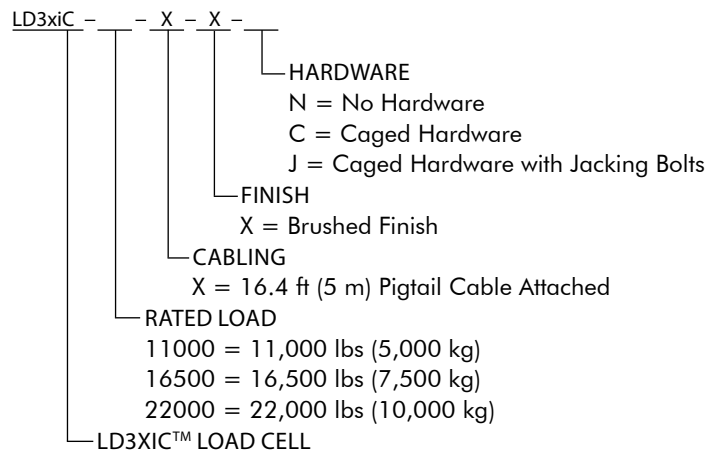 LD3xiC – – X – X –
HARDWARE
N = No Hardware
C = Caged Hardware
J = Caged Hardware with Jacking Bolts
FINISH
X = Brushed Finish
CABLING
X = 16.4 ft (5 m) Pigtail Cable Attached
RATED LOAD
11000 = 11,000 lbs (5,000 kg)
16500 = 16,500 lbs (7,500 kg)
22000 = 22,000 lbs (10,000 kg)
LD3XIC™ LOAD CELL